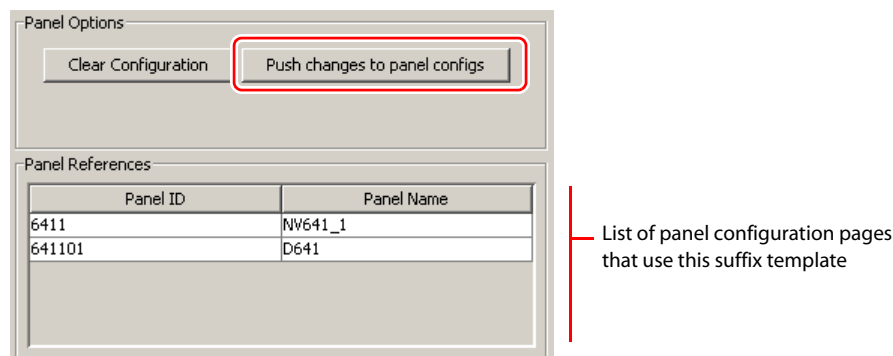 Panel Options
Clear Configuration Push changes to panel configs
Panel References
Panel ID Panel Name
6411 NV641_1
641101 D641
List of panel configuration pages
that use this suffix template